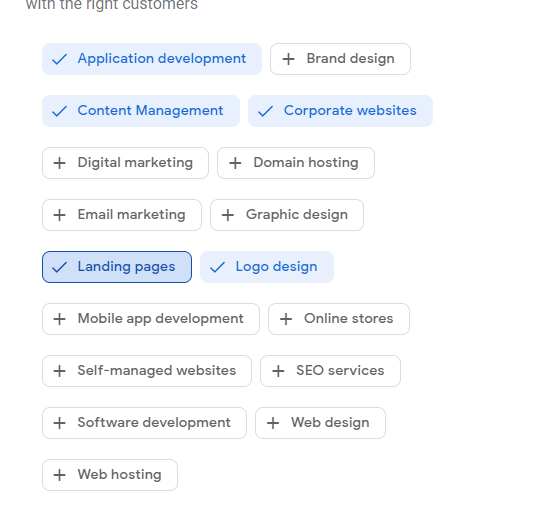 with the right customers
Application development Brand design
Content Management Corporate websites
Digital marketing Domain hosting
Email marketing Graphic design
Landing pages Logo design
Mobile app development Online stores
Self-managed websites SEO services
Software development Web design
Web hosting